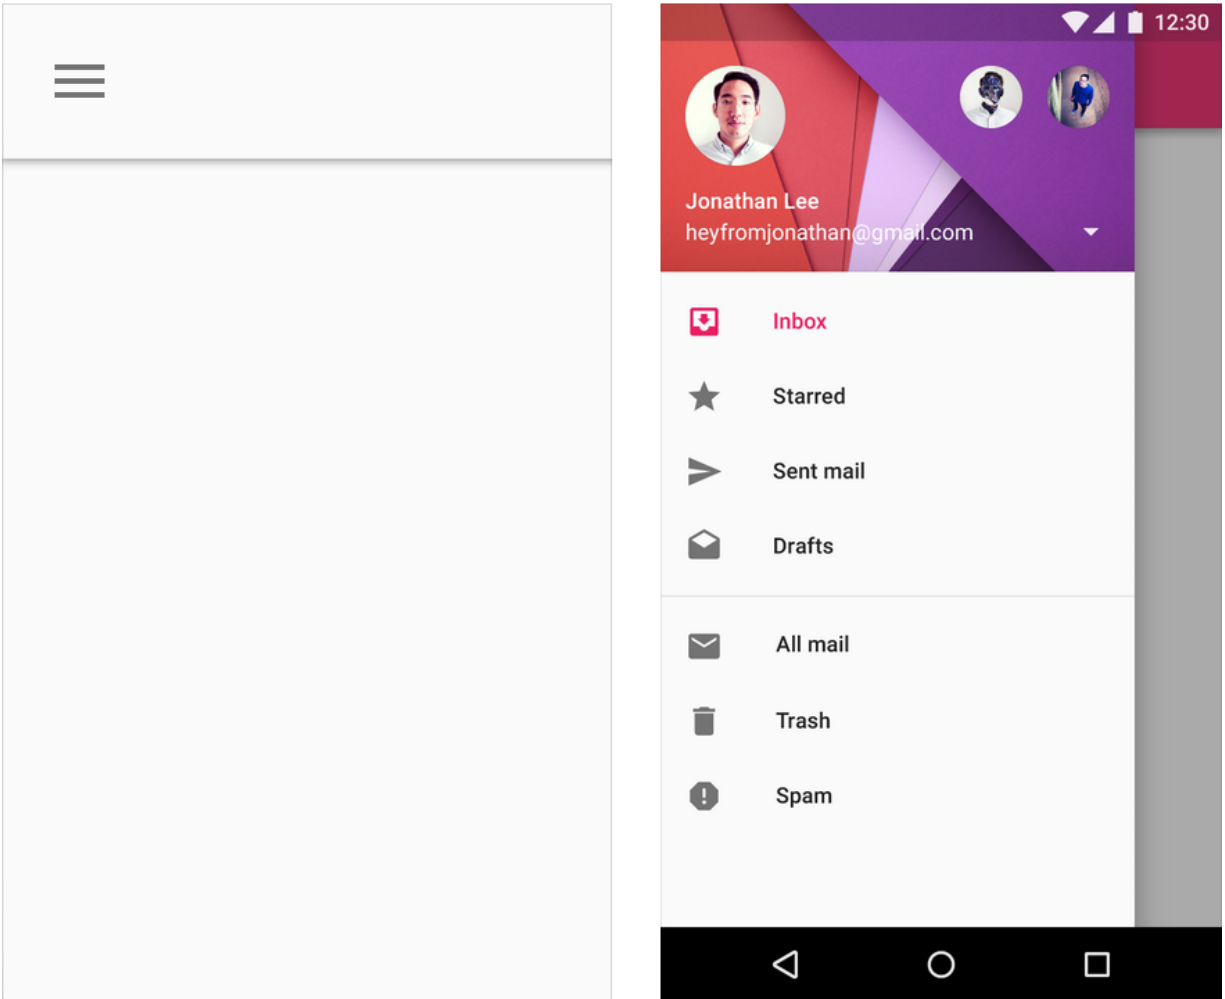 12:30
Jonathan Lee
heyfromjonathan@gmail.com
Inbox
Starred
Sent mail
Drafts
All mail
Trash
Spam